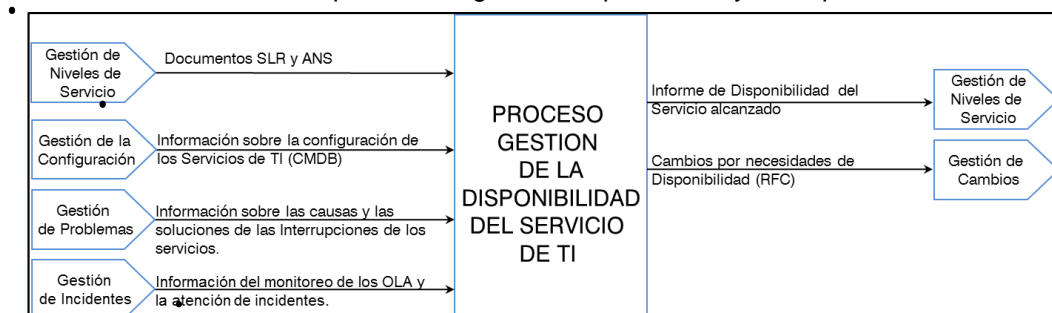 Gestión de
Niveles de
Servicio
Documentos SLR y ANS
Gestión de la
Configuración
Información sobre la configuración de
los Servicios de TI (CMDB)
Gestión
de Problemas
Información sobre las causas y las
soluciones de las Interrupciones de los
servicios.
Gestión
de Incidentes
Información del monitoreo de los OLA y
la atención de incidentes.
PROCESO
GESTION
DE LA
DISPONIBILIDAD
DEL SERVICIO
DE TI
Informe de Disponibilidad del
Servicio alcanzado
Gestión de
Niveles de
Servicio
Cambios por necesidades de
Disponibilidad (RFC)
Gestión de
Cambios